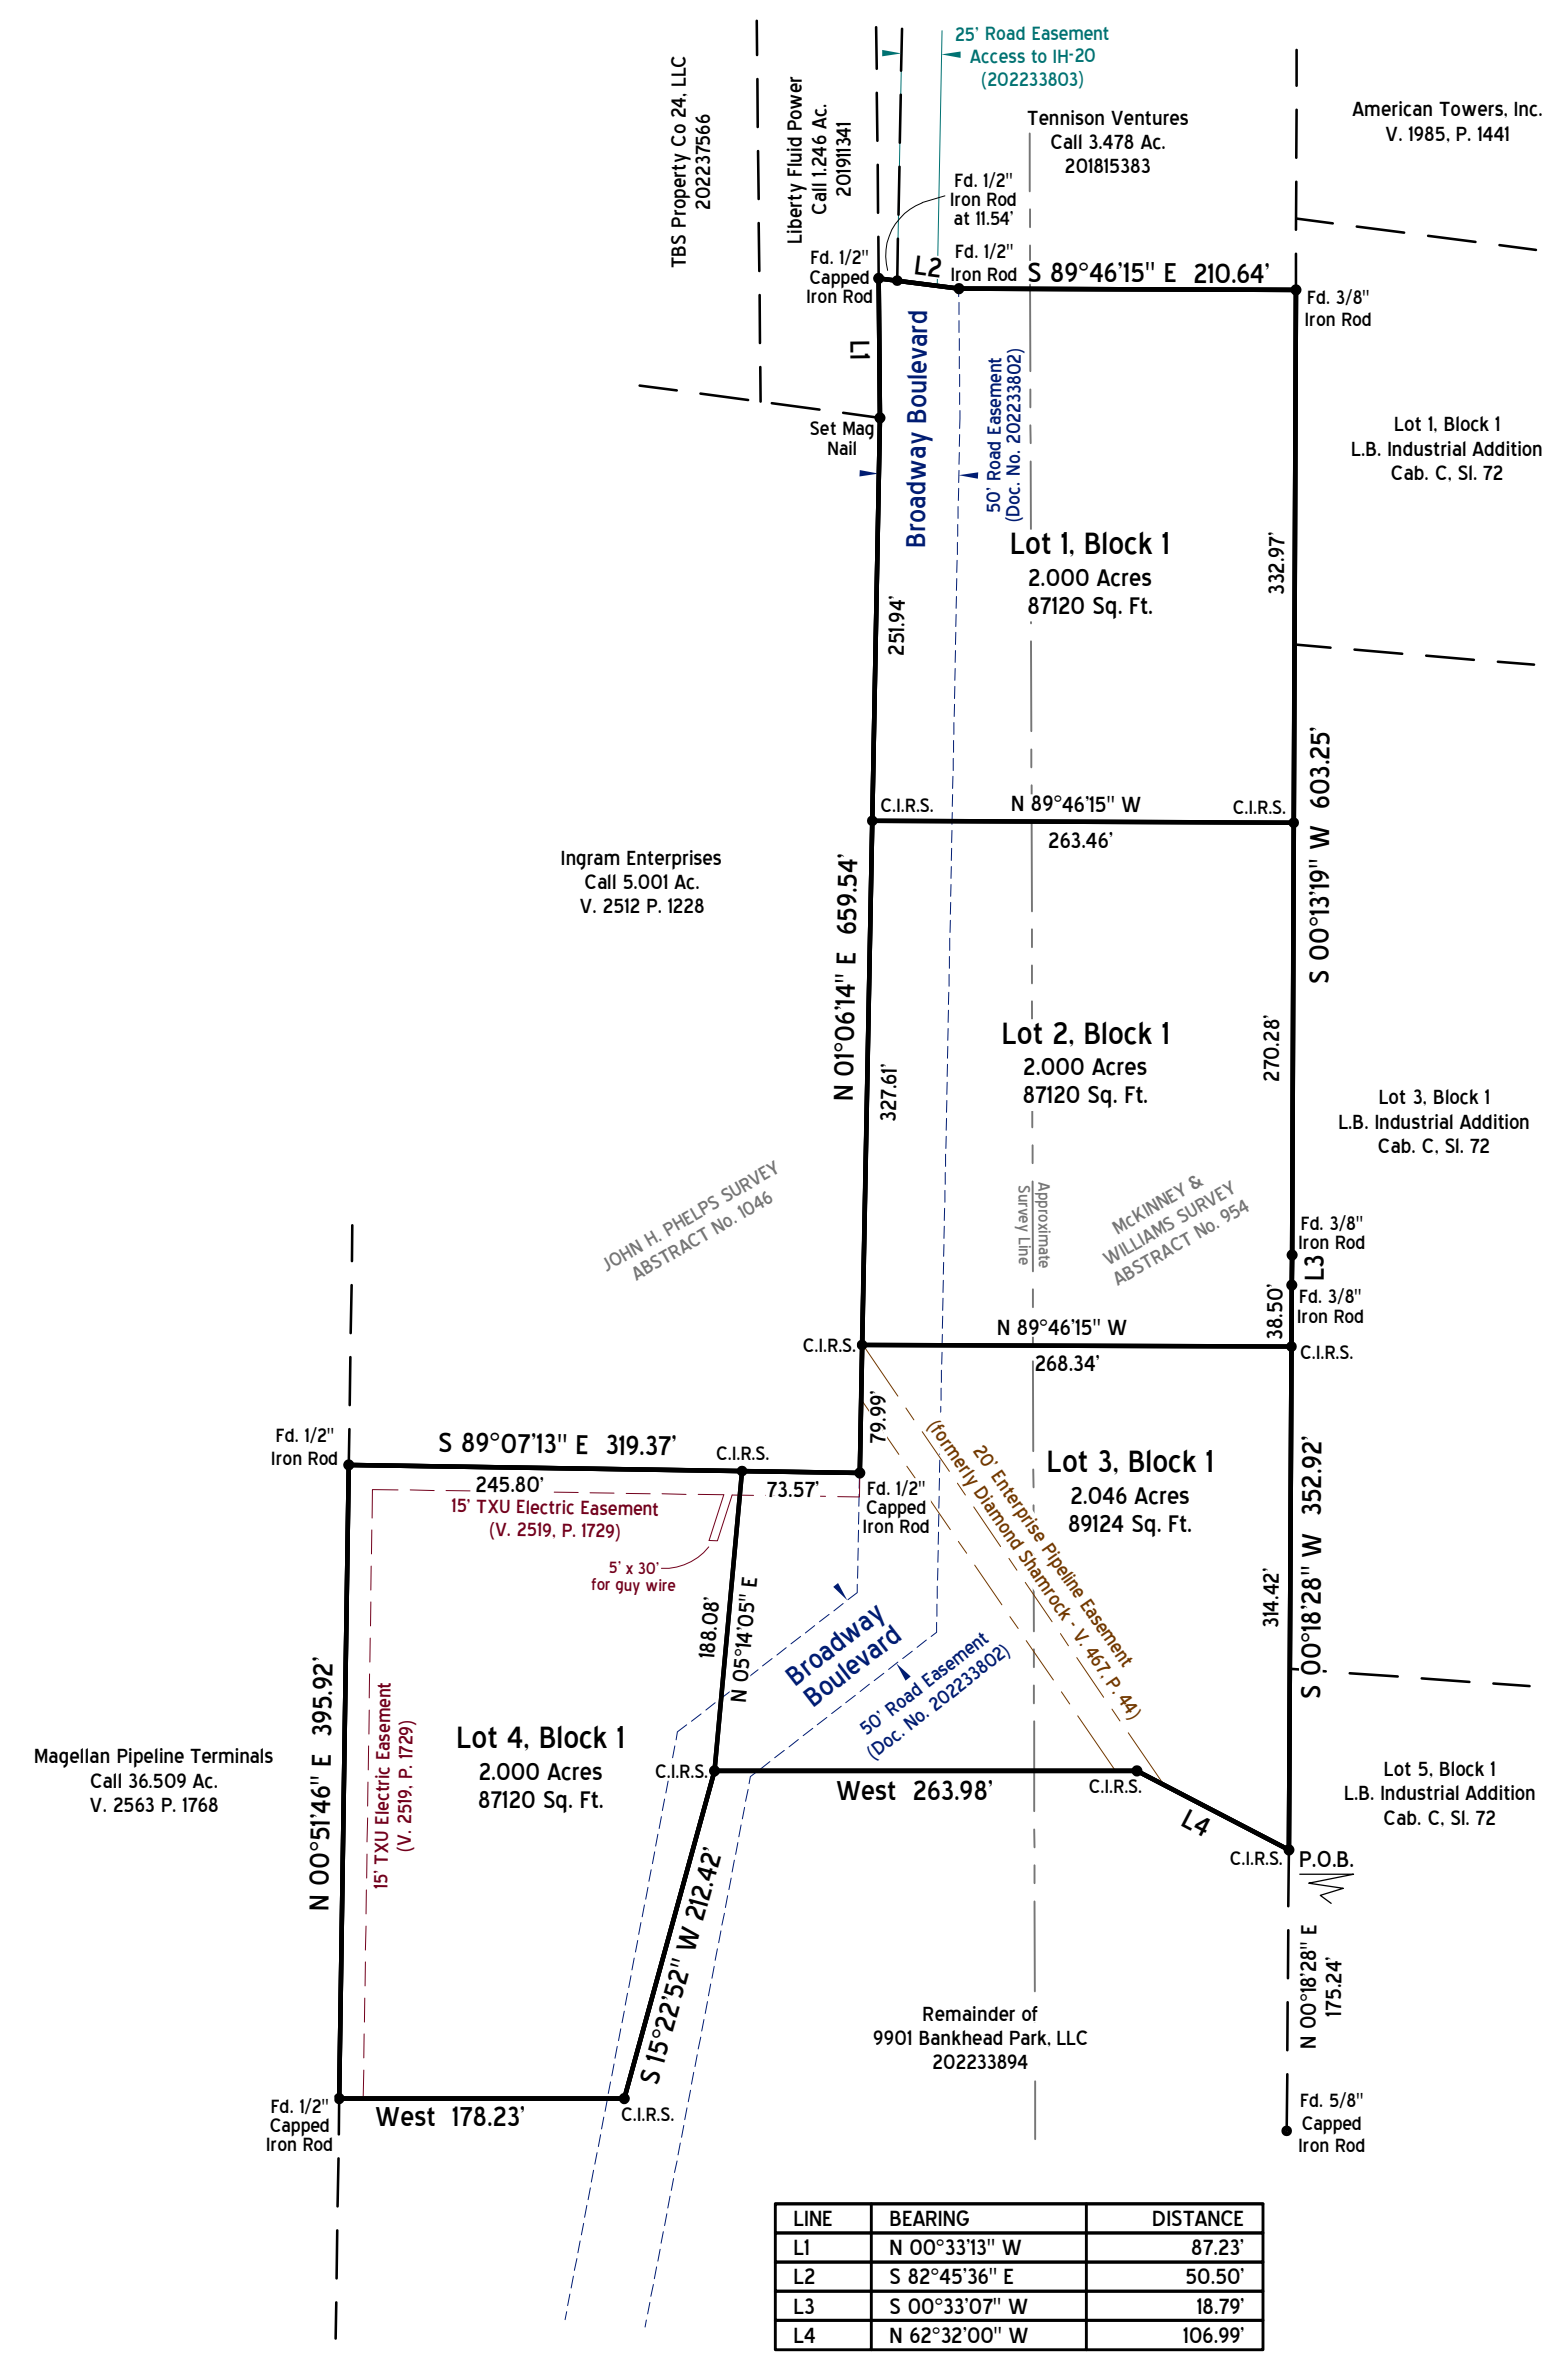 25' Road Easement
Access to IH-20
(202233803)
TBS Property Co 24, LLC
202237566
Liberty Fluid Power
Call 1.246 Ac.
201911341
Tennison Ventures
Call 3.478 Ac.
201815383
American Towers, Inc.
V. 1985, P. 1441
Fd. 1/2"
Iron Rod
at 11.54'
Fd. 1/2"
Capped
Iron Rod
L2
Fd. 1/2"
Iron Rod
S 89°46'15" E 210.64'
Fd. 3/8"
Iron Rod
L1
Broadway Boulevard
50' Road Easement
(Doc. No. 202233802)
Set Mag
Nail
Lot 1, Block 1
L.B. Industrial Addition
Cab. C, Sl. 72
Lot 1, Block 1
2.000 Acres
87120 Sq. Ft.
332.97'
251.94'
S 00°13'19" W 603.25'
C.I.R.S.
N 89°46'15" W
C.I.R.S.
263.46'
Ingram Enterprises
Call 5.001 Ac.
V. 2512 P. 1228
N 01°06'14" E 659.54'
Lot 2, Block 1
2.000 Acres
87120 Sq. Ft.
327.61'
270.28'
Lot 3, Block 1
L.B. Industrial Addition
Cab. C, Sl. 72
JOHN H. PHELPS SURVEY
ABSTRACT No. 1046
Approximate
Survey Line
McKINNEY &
WILLIAMS SURVEY
ABSTRACT No. 954
Fd. 3/8"
Iron Rod
L3
Fd. 3/8"
Iron Rod
38.50'
C.I.R.S.
N 89°46'15" W
268.34'
C.I.R.S.
79.99'
Fd. 1/2"
Iron Rod
S 89°07'13" E 319.37'
C.I.R.S.
245.80'
73.57'
Fd. 1/2"
Capped
Iron Rod
15' TXU Electric Easement
(V. 2519, P. 1729)
5' x 30'
for guy wire
20' Enterprise Pipeline Easement
(formerly Diamond Shamrock - V. 467, P. 44)
Lot 3, Block 1
2.046 Acres
89124 Sq. Ft.
314.42'
S 00°18'28" W 352.92'
188.08'
N 05°14'05" E
Broadway
Boulevard
50' Road Easement
(Doc. No. 202233802)
N 00°51'46" E 395.92'
15' TXU Electric Easement
(V. 2519, P. 1729)
Magellan Pipeline Terminals
Call 36.509 Ac.
V. 2563 P. 1768
Lot 4, Block 1
2.000 Acres
87120 Sq. Ft.
C.I.R.S.
West 263.98'
C.I.R.S.
L4
Lot 5, Block 1
L.B. Industrial Addition
Cab. C, Sl. 72
C.I.R.S.
P.O.B.
S 15°22'52" W 212.42'
N 00°18'28" E
175.24'
Remainder of
9901 Bankhead Park, LLC
202233894
Fd. 1/2"
Capped
Iron Rod
West 178.23'
C.I.R.S.
Fd. 5/8"
Capped
Iron Rod
LINE BEARING DISTANCE
L1 N 00°33'13" W 87.23'
L2 S 82°45'36" E 50.50'
L3 S 00°33'07" W 18.79'
L4 N 62°32'00" W 106.99'